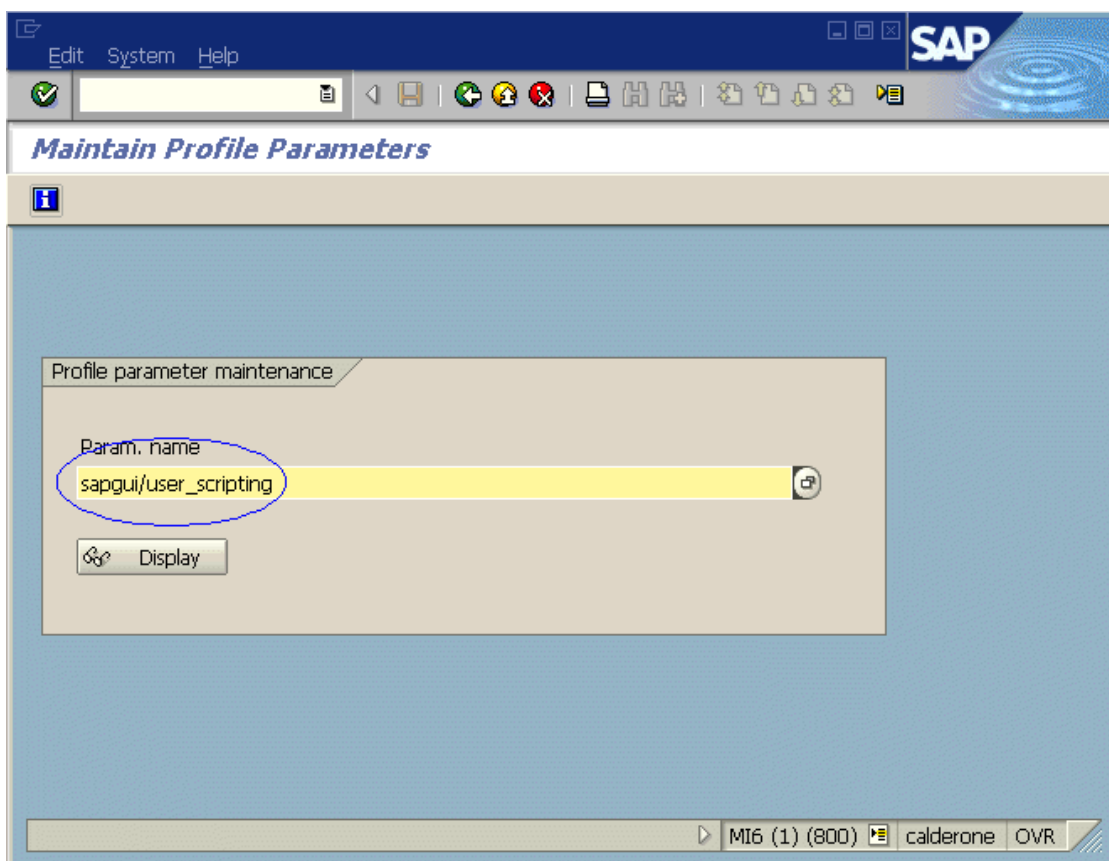 Edit System Help
SAP
Maintain Profile Parameters
Profile parameter maintenance
Param. name
sapgui/user_scripting
Display
MI6 (1) (800) calderone OVR